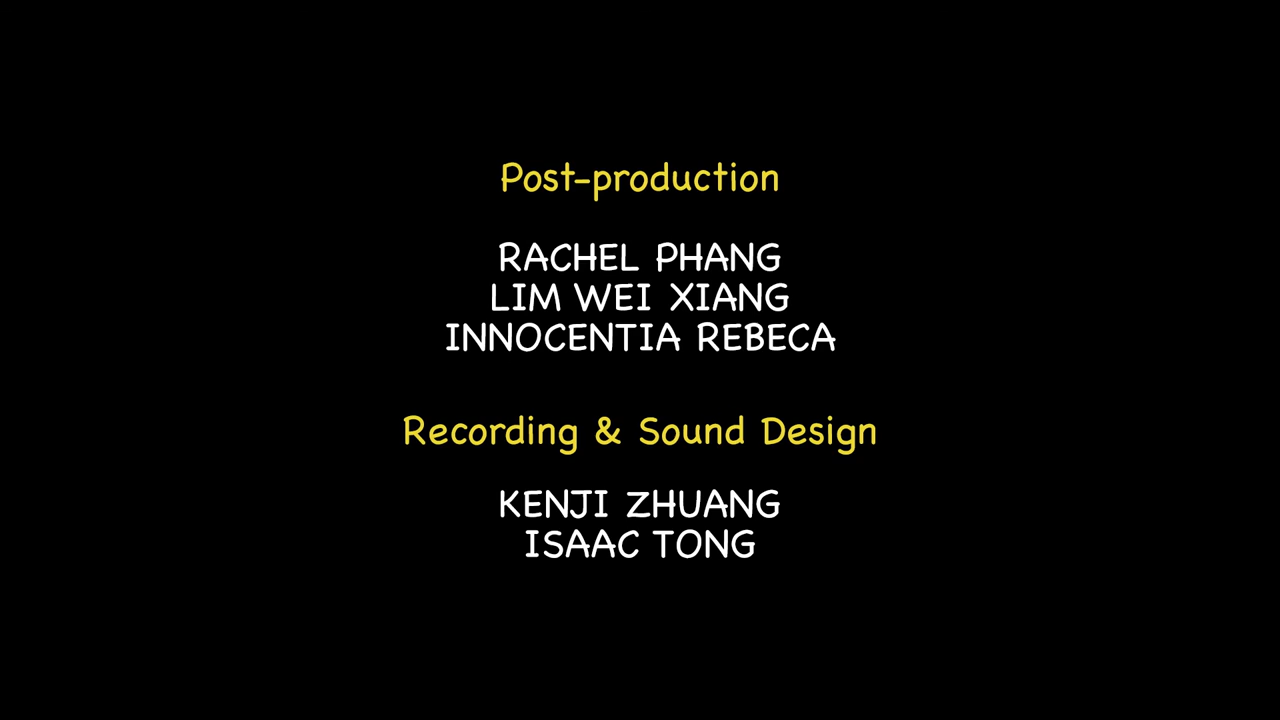 Post-production
RACHEL PHANG
LIM WEI XIANG
INNOCENTIA REBECA
Recording & Sound Design
KENJI ZHUANG
ISAAC TONG